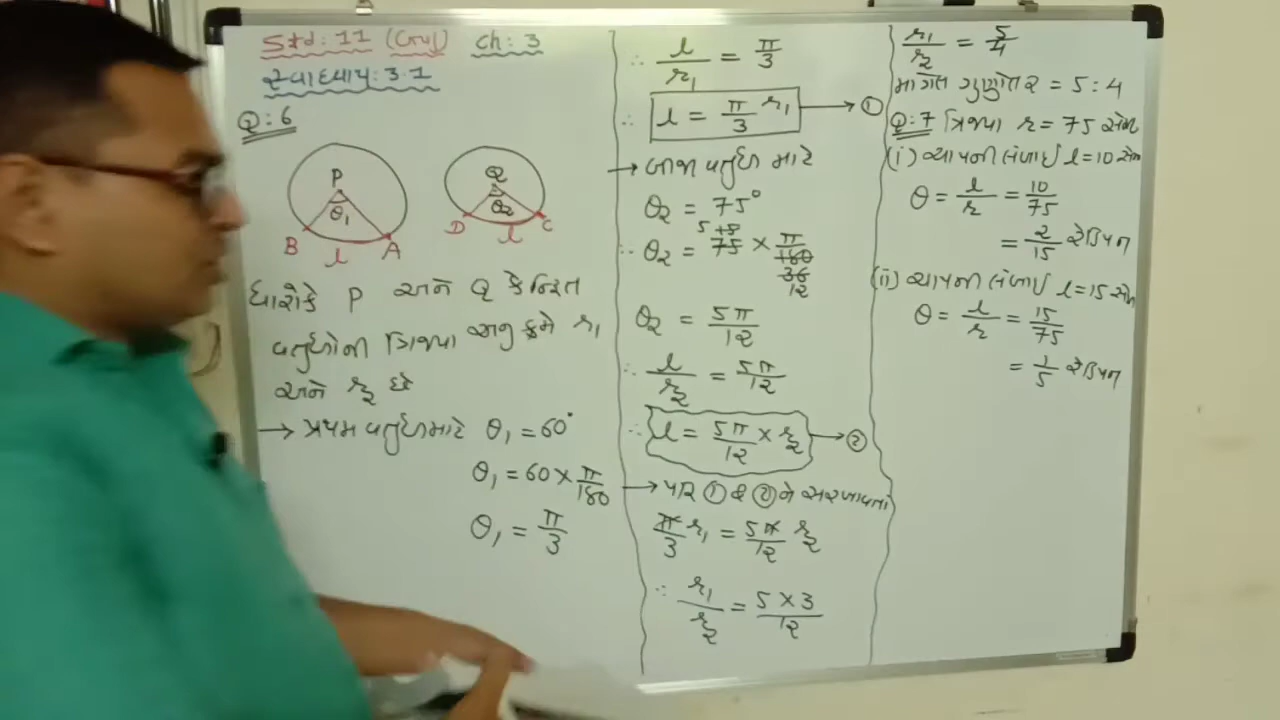 Std: 11 (Guj) ch: 3
સ્વાધ્યાય: 3.1
Q: 6
P
θ₁
B
l
A
Q
θ₂
D
l
C
ધારોકે P અને Q કેન્દ્રિત
વર્તુળોની ત્રિજ્યા અનુક્રમે r₁
અને r₂ છે
→ પ્રથમ વર્તુળ માટે θ₁ = 60°
θ₁ = 60 × π/180
θ₁ = π/3
∴ l/r₁ = π/3
∴ l = π/3 r₁ → ①
→ બીજા વર્તુળ માટે
θ₂ = 75°
∴ θ₂ = 75 × π/180
36
12
θ₂ = 5π/12
∴ l/r₂ = 5π/12
∴ l = 5π/12 × r₂ → ②
→ પરિ ① & ② ને સરખાવતાં
π/3 r₁ = 5π/12 r₂
∴ r₁/r₂ = 5 × 3/12
r₁/r₂ = 5/4
માંગેલ ગુણોત્તર = 5 : 4
Q: 7 ત્રિજ્યા r = 75 સેમી
(i) ચાપની લંબાઈ l = 10 સેમી
θ = l/r = 10/75
= 2/15 રેડિયન
(ii) ચાપની લંબાઈ l = 15 સેમી
θ = l/r = 15/75
= 1/5 રેડિયન